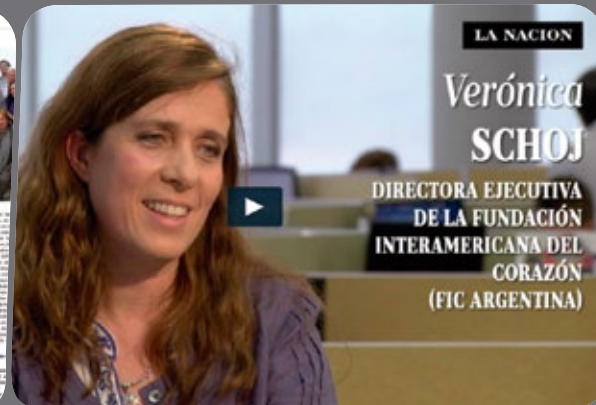 LA NACION
Verónica
SCHOJ
DIRECTORA EJECUTIVA
DE LA FUNDACIÓN
INTERAMERICANA DEL
CORAZÓN
(FIC ARGENTINA)